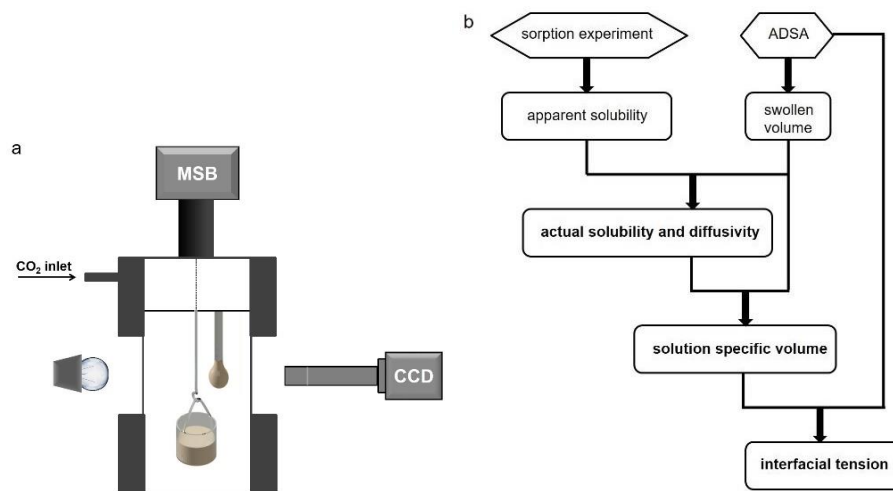 a
MSB
CO2 inlet
CCD
b
sorption experiment
ADSA
apparent solubility
swollen
volume
actual solubility and diffusivity
solution specific volume
interfacial tension